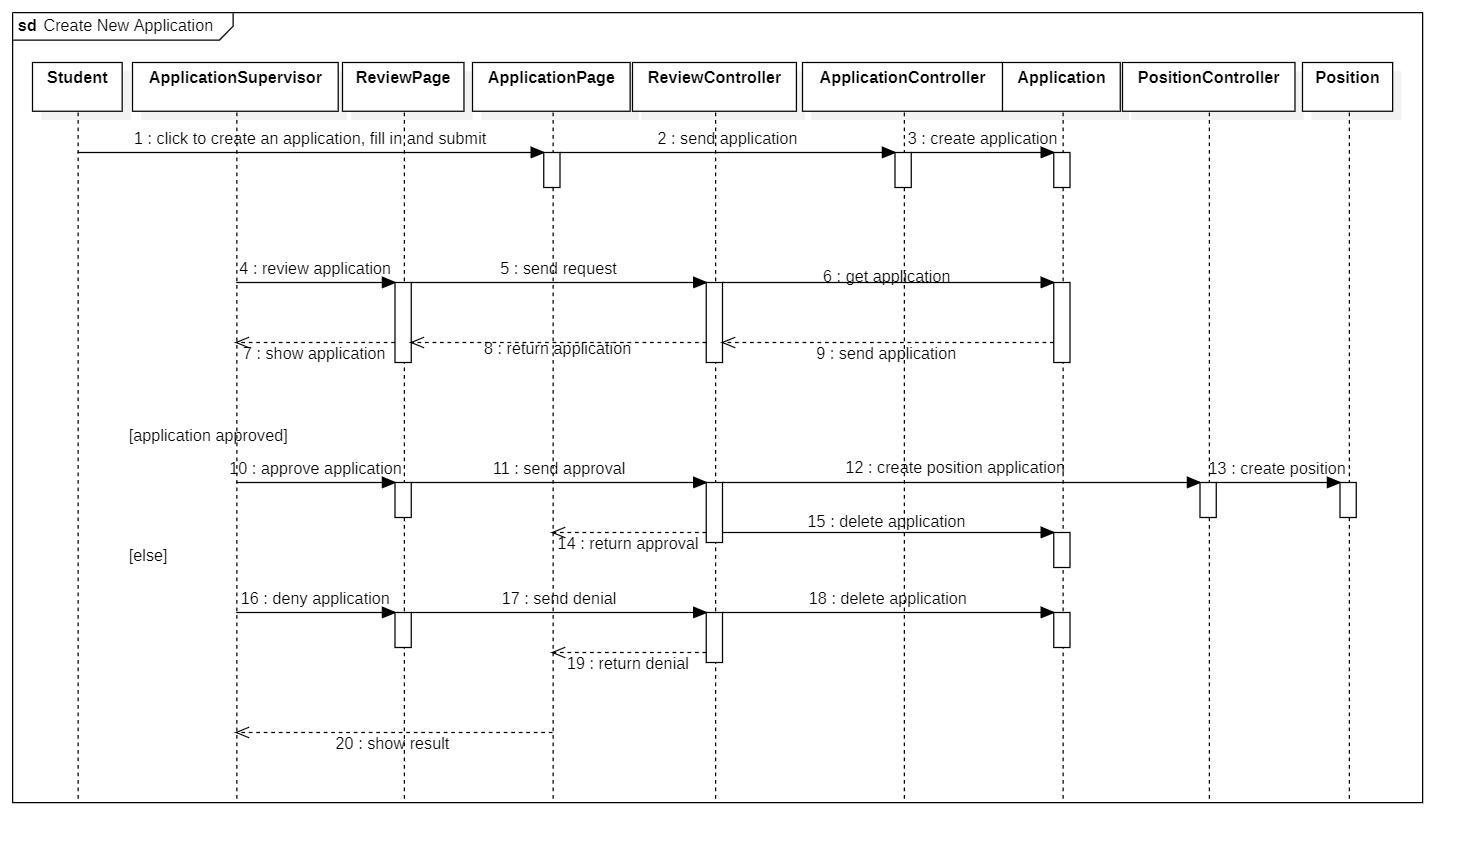 sd Create New Application
Student
ApplicationSupervisor
ReviewPage
ApplicationPage
ReviewController
ApplicationController
Application
PositionController
Position
1 : click to create an application, fill in and submit
2 : send application
3 : create application
4 : review application
5 : send request
6 : get application
7 : show application
8 : return application
9 : send application
[application approved]
10 : approve application
11 : send approval
12 : create position application
13 : create position
15 : delete application
14 : return approval
[else]
16 : deny application
17 : send denial
18 : delete application
19 : return denial
20 : show result